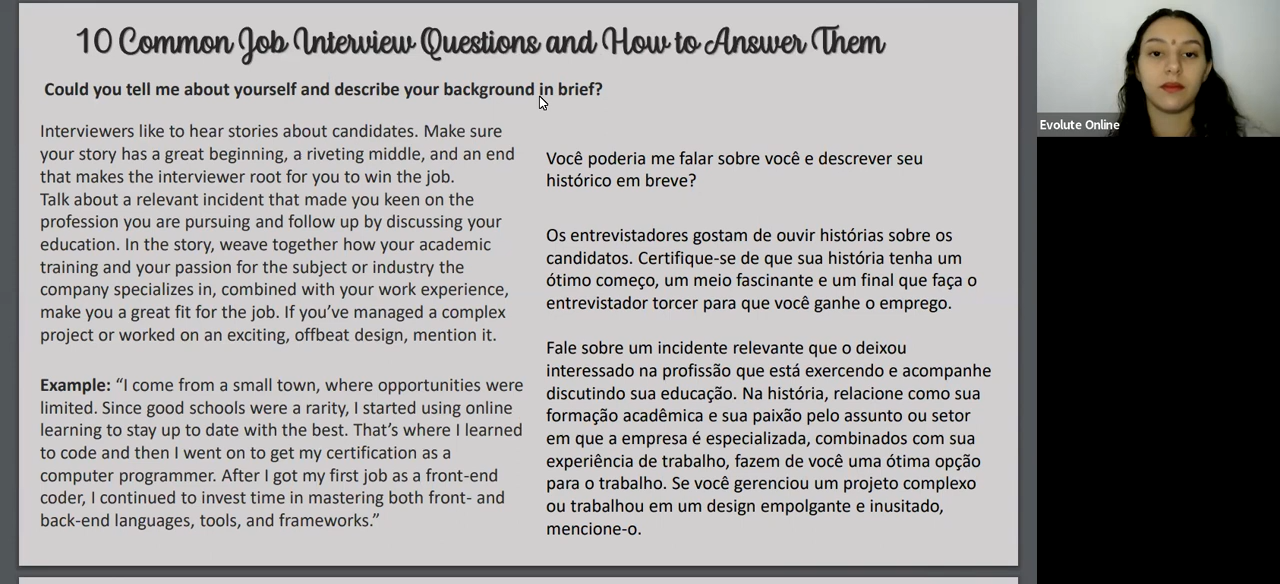 10 Common Job Interview Questions and How to Answer Them
Could you tell me about yourself and describe your background in brief?
Interviewers like to hear stories about candidates. Make sure
your story has a great beginning, a riveting middle, and an end
that makes the interviewer root for you to win the job.
Talk about a relevant incident that made you keen on the
profession you are pursuing and follow up by discussing your
education. In the story, weave together how your academic
training and your passion for the subject or industry the
company specializes in, combined with your work experience,
make you a great fit for the job. If you’ve managed a complex
project or worked on an exciting, offbeat design, mention it.
Example: “I come from a small town, where opportunities were
limited. Since good schools were a rarity, I started using online
learning to stay up to date with the best. That’s where I learned
to code and then I went on to get my certification as a
computer programmer. After I got my first job as a front-end
coder, I continued to invest time in mastering both front- and
back-end languages, tools, and frameworks.”
Você poderia me falar sobre você e descrever seu
histórico em breve?
Os entrevistadores gostam de ouvir histórias sobre os
candidatos. Certifique-se de que sua história tenha um
ótimo começo, um meio fascinante e um final que faça o
entrevistador torcer para que você ganhe o emprego.
Fale sobre um incidente relevante que o deixou
interessado na profissão que está exercendo e acompanhe
discutindo sua educação. Na história, relacione como sua
formação acadêmica e sua paixão pelo assunto ou setor
em que a empresa é especializada, combinados com sua
experiência de trabalho, fazem de você uma ótima opção
para o trabalho. Se você gerenciou um projeto complexo
ou trabalhou em um design empolgante e inusitado,
mencione-o.
Evolute Online